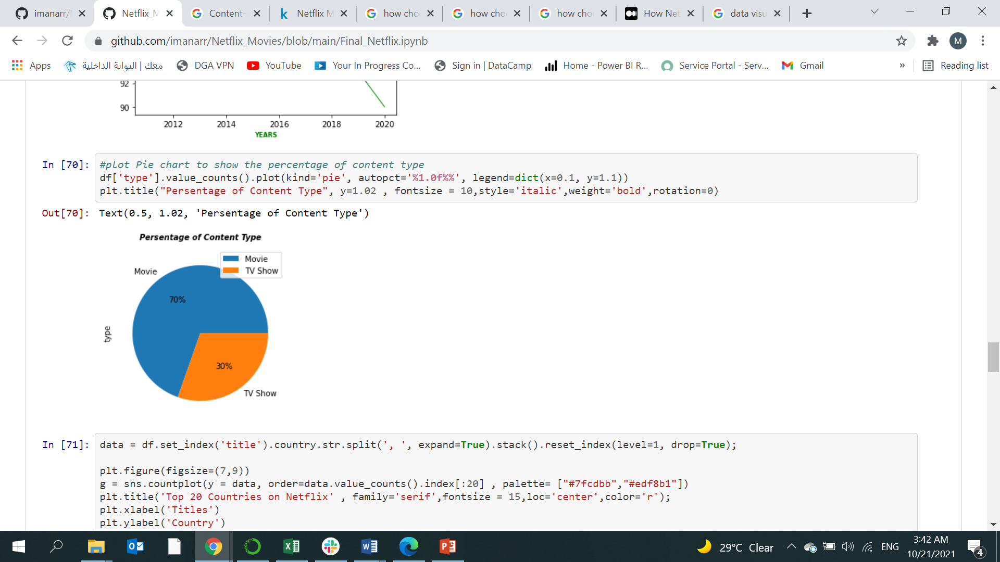 imanarr/
Netflix_M
Content-
Netflix M
how cho
how cho
how cho
How Net
data visu
github.com/imanarr/Netflix_Movies/blob/main/Final_Netflix.ipynb
M
Apps
معك | البوابة الداخلية
DGA VPN
YouTube
Your In Progress Co...
Sign in | DataCamp
Home - Power BI R...
Service Portal - Serv...
Gmail
»
Reading list
92
90
2012 2014 2016 2018 2020
YEARS
In [70]:
#plot Pie chart to show the percentage of content type
df['type'].value_counts().plot(kind='pie', autopct='%1.0f%%', legend=dict(x=0.1, y=1.1))
plt.title("Persentage of Content Type", y=1.02 , fontsize = 10,style='italic',weight='bold',rotation=0)
Out[70]: Text(0.5, 1.02, 'Persentage of Content Type')
Persentage of Content Type
Movie
TV Show
Movie
70%
type
30%
TV Show
In [71]:
data = df.set_index('title').country.str.split(', ', expand=True).stack().reset_index(level=1, drop=True);
plt.figure(figsize=(7,9))
g = sns.countplot(y = data, order=data.value_counts().index[:20] , palette= ["#7fcdbb","#edf8b1"])
plt.title('Top 20 Countries on Netflix' , family='serif',fontsize = 15,loc='center',color='r');
plt.xlabel('Titles')
plt.ylabel('Country')
29°C Clear
ENG
3:42 AM
10/21/2021
4